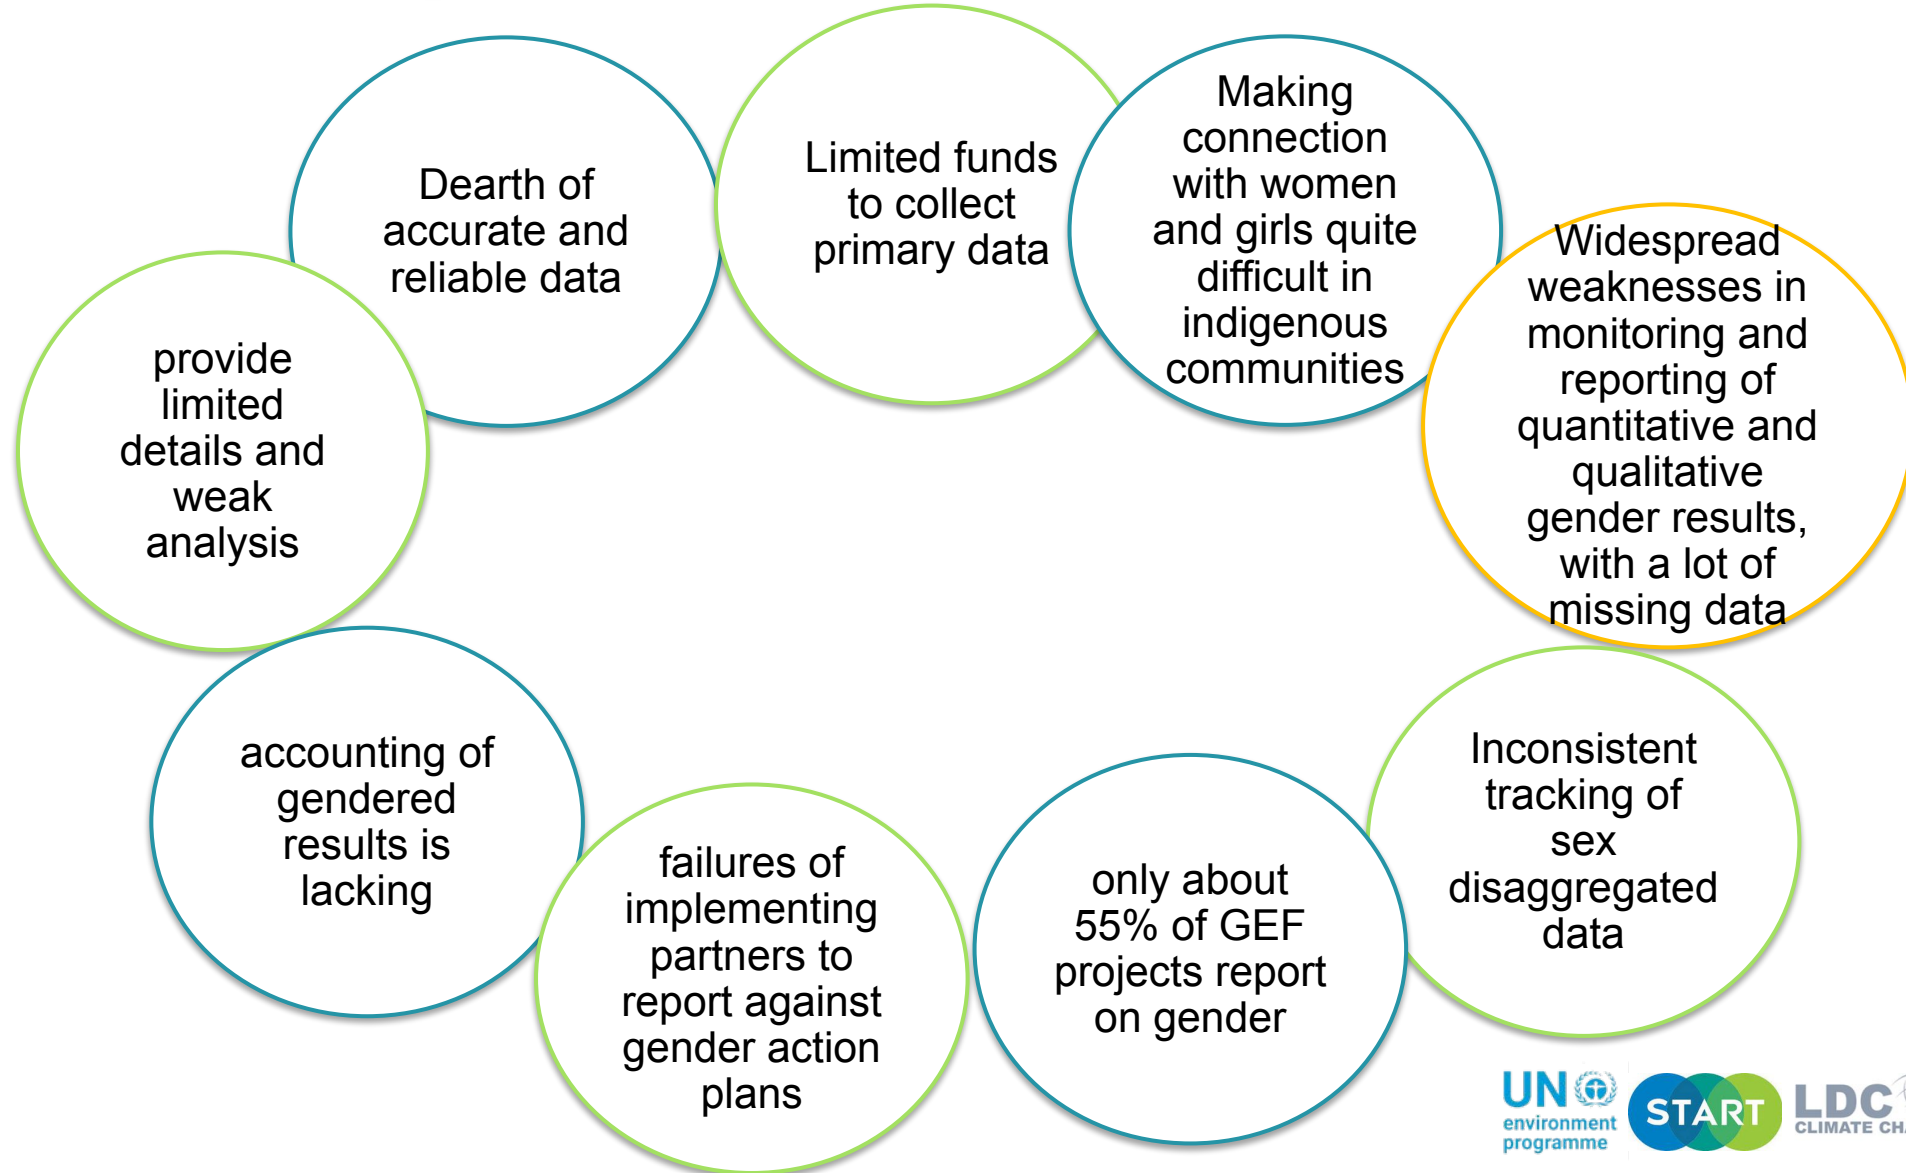 Dearth of
accurate and
reliable data
Limited funds
to collect
primary data
Making
connection
with women
and girls quite
difficult in
indigenous
communities
Widespread
weaknesses in
monitoring and
reporting of
quantitative and
qualitative
gender results,
with a lot of
missing data
Inconsistent
tracking of
sex
disaggregated
data
only about
55% of GEF
projects report
on gender
failures of
implementing
partners to
report against
gender action
plans
accounting of
gendered
results is
lacking
provide
limited
details and
weak
analysis
UN
environment
programme
START
LDC
CLIMATE